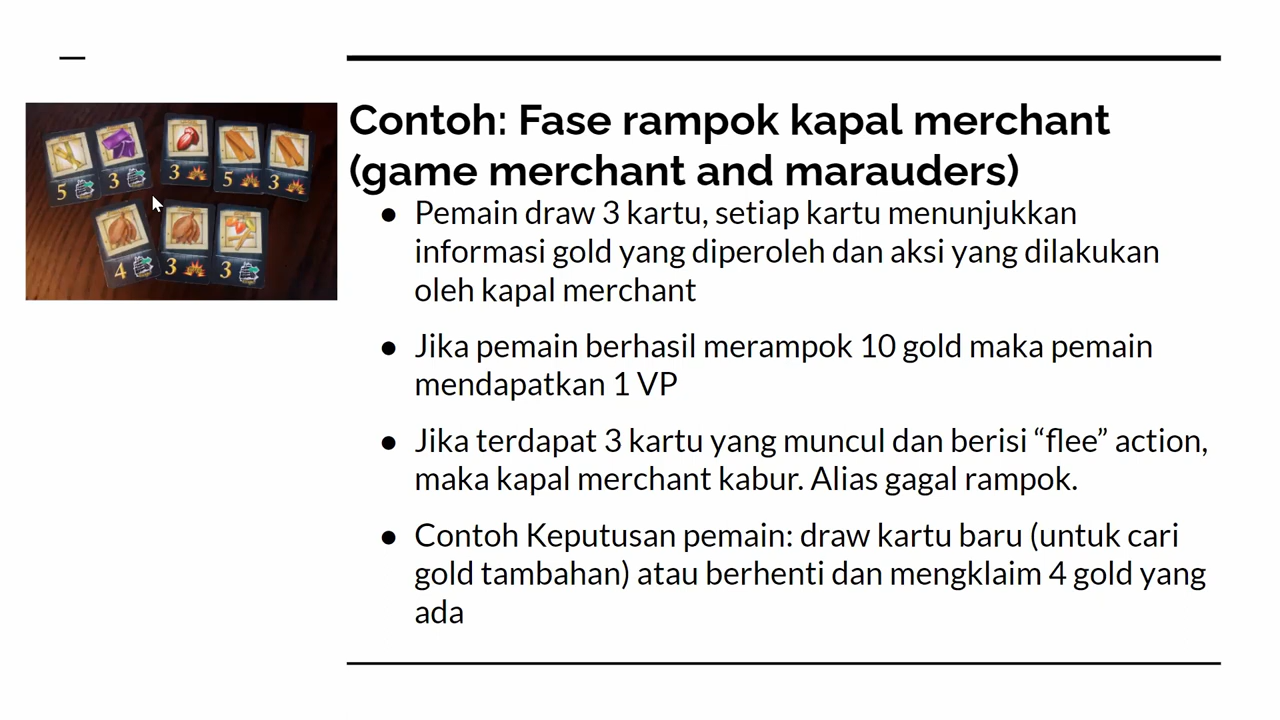 Contoh: Fase rampok kapal merchant
(game merchant and marauders)
5 3 3 5 3
4 3 3
● Pemain draw 3 kartu, setiap kartu menunjukkan
informasi gold yang diperoleh dan aksi yang dilakukan
oleh kapal merchant
● Jika pemain berhasil merampok 10 gold maka pemain
mendapatkan 1 VP
● Jika terdapat 3 kartu yang muncul dan berisi “flee” action,
maka kapal merchant kabur. Alias gagal rampok.
● Contoh Keputusan pemain: draw kartu baru (untuk cari
gold tambahan) atau berhenti dan mengklaim 4 gold yang
ada